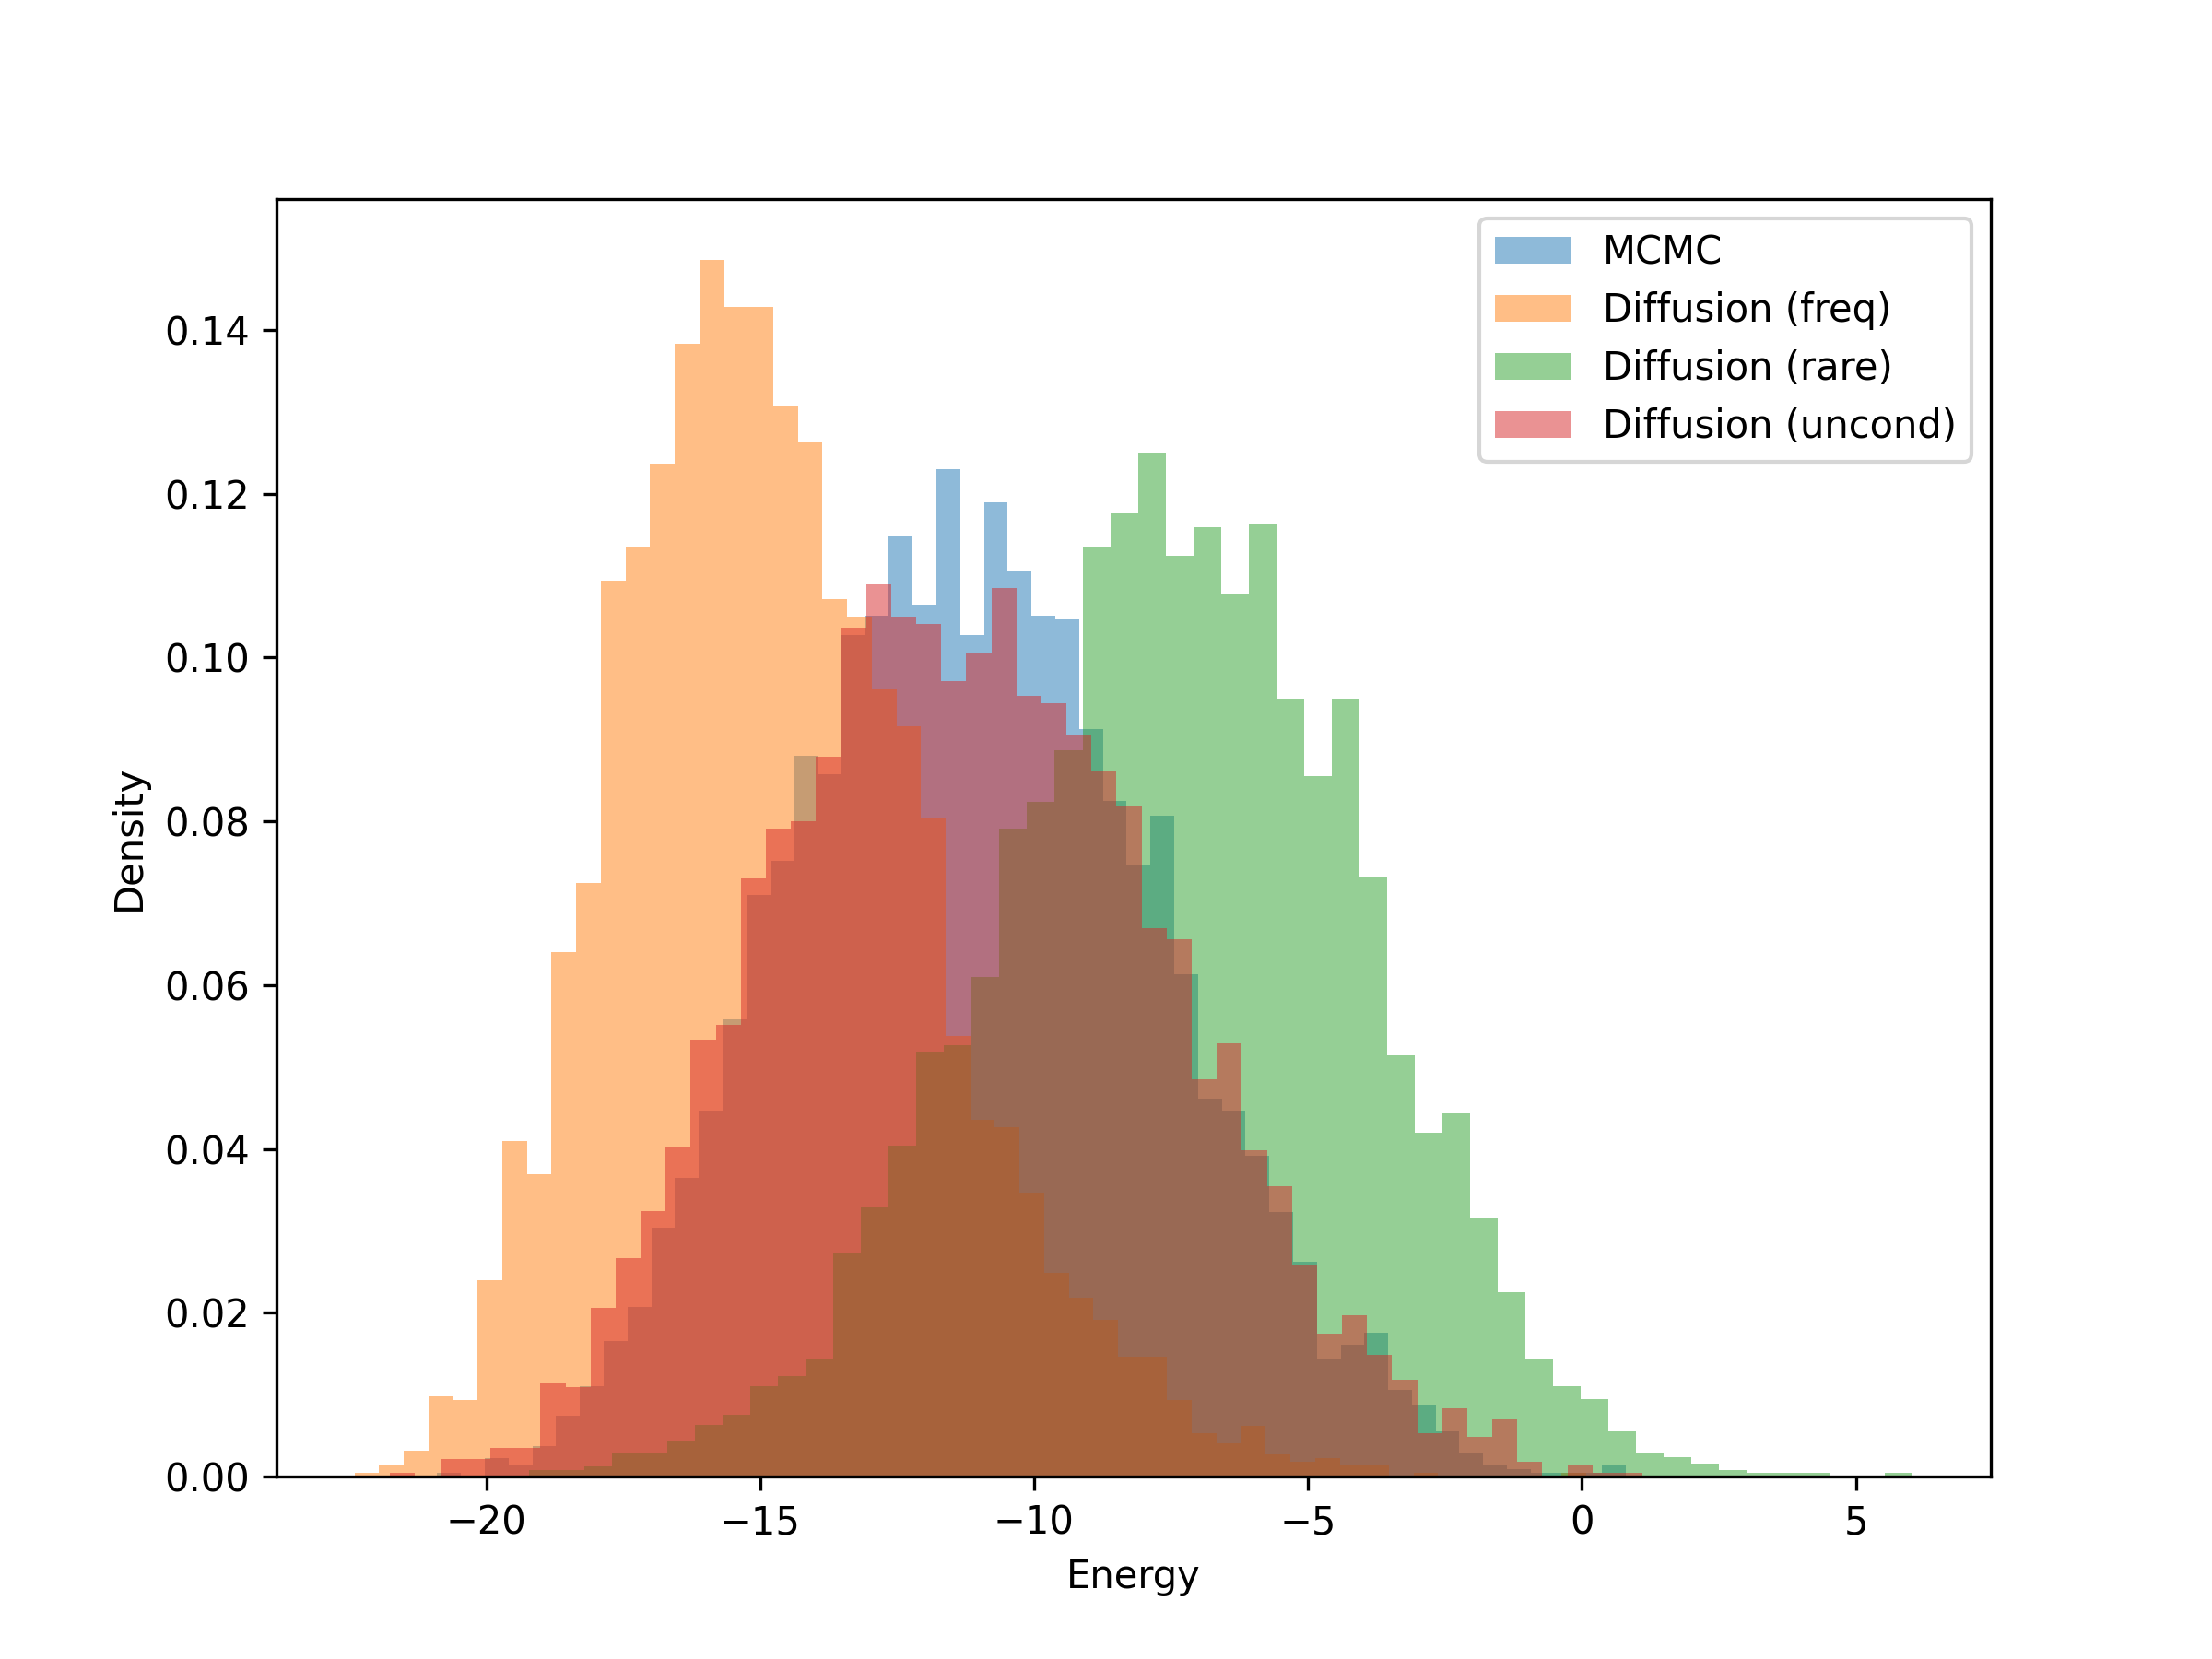 MCMC
Diffusion (freq)
Diffusion (rare)
Diffusion (uncond)
0.14
0.12
0.10
0.08
0.06
0.04
0.02
0.00
Density
−20 −15 −10 −5 0 5
Energy